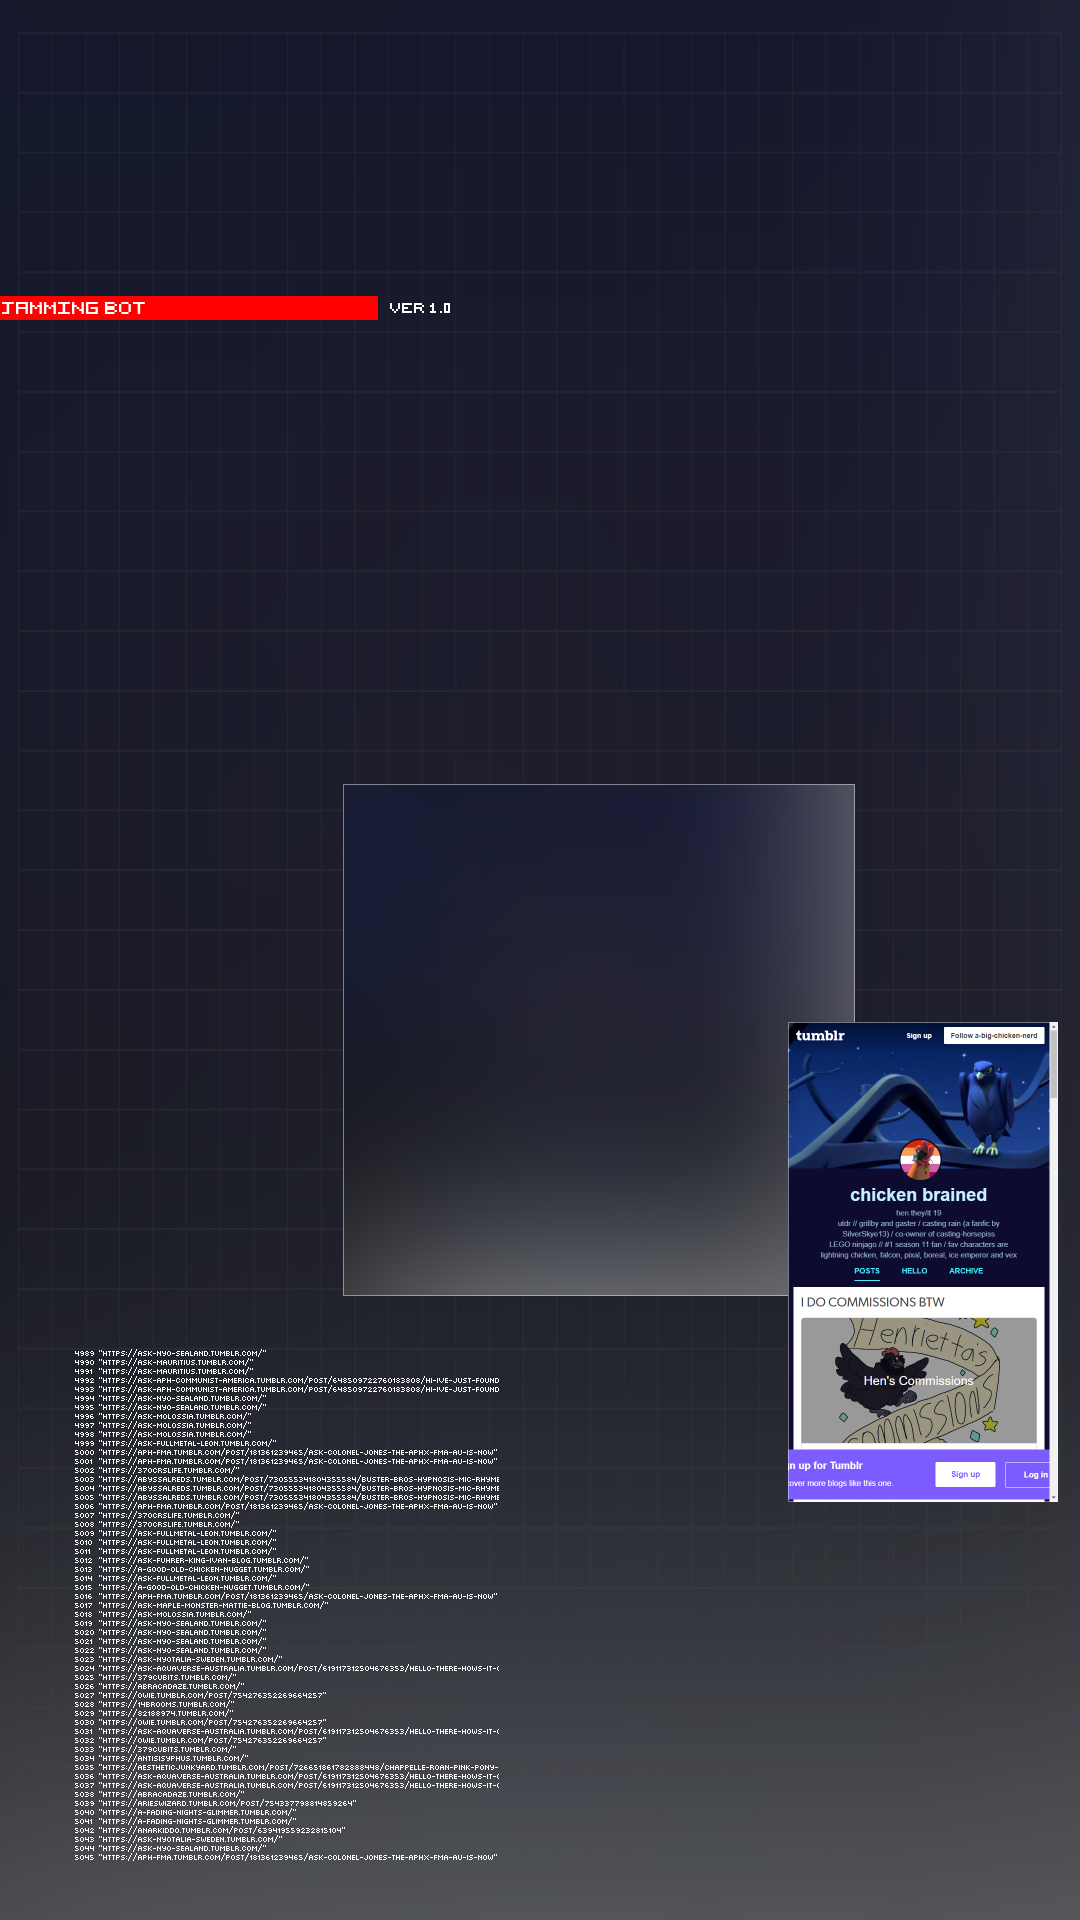 JAMMING BOT VER 1.0
tumblr Sign up Follow a-big-chicken-nerd
chicken brained
hen they/it 19
utdr // grillby and gaster / casting rain (a fanfic by
SilverSkye13) / co-owner of casting-horsepiss
LEGO ninjago // #1 season 11 fan / fav characters are
lightning chicken, falcon, pixal, boreal, ice emperor and vex
POSTS HELLO ARCHIVE
I DO COMMISSIONS BTW
Henrietta's
Hen's Commissions
COMMISSIONS
n up for Tumblr
cover more blogs like this one.
Sign up Log in
4989 "HTTPS://ASK-NYO-SEALAND.TUMBLR.COM/"
4990 "HTTPS://ASK-MAURITIUS.TUMBLR.COM/"
4991 "HTTPS://ASK-MAURITIUS.TUMBLR.COM/"
4992 "HTTPS://ASK-APH-COMMUNIST-AMERICA.TUMBLR.COM/POST/648509722760183808/HI-IVE-JUST-FOUND
4993 "HTTPS://ASK-APH-COMMUNIST-AMERICA.TUMBLR.COM/POST/648509722760183808/HI-IVE-JUST-FOUND
4994 "HTTPS://ASK-NYO-SEALAND.TUMBLR.COM/"
4995 "HTTPS://ASK-NYO-SEALAND.TUMBLR.COM/"
4996 "HTTPS://ASK-MOLOSSIA.TUMBLR.COM/"
4997 "HTTPS://ASK-MOLOSSIA.TUMBLR.COM/"
4998 "HTTPS://ASK-MOLOSSIA.TUMBLR.COM/"
4999 "HTTPS://ASK-FULLMETAL-LEON.TUMBLR.COM/"
5000 "HTTPS://APH-FMA.TUMBLR.COM/POST/181361239465/ASK-COLONEL-JONES-THE-APHX-FMA-AU-IS-NOW"
5001 "HTTPS://APH-FMA.TUMBLR.COM/POST/181361239465/ASK-COLONEL-JONES-THE-APHX-FMA-AU-IS-NOW"
5002 "HTTPS://370CRSLIFE.TUMBLR.COM/"
5003 "HTTPS://ABYSSALREDS.TUMBLR.COM/POST/730555341804355584/BUSTER-BROS-HYPNOSIS-MIC-RHYME
5004 "HTTPS://ABYSSALREDS.TUMBLR.COM/POST/730555341804355584/BUSTER-BROS-HYPNOSIS-MIC-RHYME
5005 "HTTPS://ABYSSALREDS.TUMBLR.COM/POST/730555341804355584/BUSTER-BROS-HYPNOSIS-MIC-RHYME
5006 "HTTPS://APH-FMA.TUMBLR.COM/POST/181361239465/ASK-COLONEL-JONES-THE-APHX-FMA-AU-IS-NOW"
5007 "HTTPS://370CRSLIFE.TUMBLR.COM/"
5008 "HTTPS://370CRSLIFE.TUMBLR.COM/"
5009 "HTTPS://ASK-FULLMETAL-LEON.TUMBLR.COM/"
5010 "HTTPS://ASK-FULLMETAL-LEON.TUMBLR.COM/"
5011 "HTTPS://ASK-FULLMETAL-LEON.TUMBLR.COM/"
5012 "HTTPS://ASK-FUHRER-KING-IVAN-BLOG.TUMBLR.COM/"
5013 "HTTPS://A-GOOD-OLD-CHICKEN-NUGGET.TUMBLR.COM/"
5014 "HTTPS://ASK-FULLMETAL-LEON.TUMBLR.COM/"
5015 "HTTPS://A-GOOD-OLD-CHICKEN-NUGGET.TUMBLR.COM/"
5016 "HTTPS://APH-FMA.TUMBLR.COM/POST/181361239465/ASK-COLONEL-JONES-THE-APHX-FMA-AU-IS-NOW"
5017 "HTTPS://ASK-MAPLE-MONSTER-MATTIE-BLOG.TUMBLR.COM/"
5018 "HTTPS://ASK-MOLOSSIA.TUMBLR.COM/"
5019 "HTTPS://ASK-NYO-SEALAND.TUMBLR.COM/"
5020 "HTTPS://ASK-NYO-SEALAND.TUMBLR.COM/"
5021 "HTTPS://ASK-NYO-SEALAND.TUMBLR.COM/"
5022 "HTTPS://ASK-NYO-SEALAND.TUMBLR.COM/"
5023 "HTTPS://ASK-NYOTALIA-SWEDEN.TUMBLR.COM/"
5024 "HTTPS://ASK-AQUAVERSE-AUSTRALIA.TUMBLR.COM/POST/619117312504676353/HELLO-THERE-HOWS-IT-G
5025 "HTTPS://379CUBITS.TUMBLR.COM/"
5026 "HTTPS://ABRACADAZE.TUMBLR.COM/"
5027 "HTTPS://OWIE.TUMBLR.COM/POST/754276352269664257"
5028 "HTTPS://14BROOMS.TUMBLR.COM/"
5029 "HTTPS://82188974.TUMBLR.COM/"
5030 "HTTPS://OWIE.TUMBLR.COM/POST/754276352269664257"
5031 "HTTPS://ASK-AQUAVERSE-AUSTRALIA.TUMBLR.COM/POST/619117312504676353/HELLO-THERE-HOWS-IT-G
5032 "HTTPS://OWIE.TUMBLR.COM/POST/754276352269664257"
5033 "HTTPS://379CUBITS.TUMBLR.COM/"
5034 "HTTPS://ANTISISYPHUS.TUMBLR.COM/"
5035 "HTTPS://AESTHETICJUNKYARD.TUMBLR.COM/POST/726651861782888448/CHAPPELLE-ROAN-PINK-PONY-
5036 "HTTPS://ASK-AQUAVERSE-AUSTRALIA.TUMBLR.COM/POST/619117312504676353/HELLO-THERE-HOWS-IT-G
5037 "HTTPS://ASK-AQUAVERSE-AUSTRALIA.TUMBLR.COM/POST/619117312504676353/HELLO-THERE-HOWS-IT-G
5038 "HTTPS://ABRACADAZE.TUMBLR.COM/"
5039 "HTTPS://ARIESWIZARD.TUMBLR.COM/POST/754337798814859264"
5040 "HTTPS://A-FADING-NIGHTS-GLIMMER.TUMBLR.COM/"
5041 "HTTPS://A-FADING-NIGHTS-GLIMMER.TUMBLR.COM/"
5042 "HTTPS://ANARKIDDO.TUMBLR.COM/POST/639419559232815104"
5043 "HTTPS://ASK-NYOTALIA-SWEDEN.TUMBLR.COM/"
5044 "HTTPS://ASK-NYO-SEALAND.TUMBLR.COM/"
5045 "HTTPS://APH-FMA.TUMBLR.COM/POST/181361239465/ASK-COLONEL-JONES-THE-APHX-FMA-AU-IS-NOW"